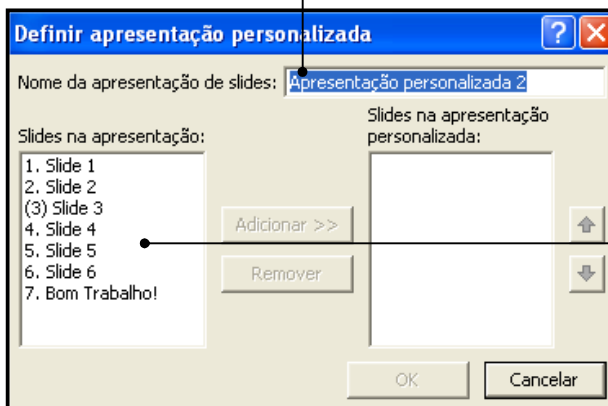 Definir apresentação personalizada
Nome da apresentação de slides: Apresentação personalizada 2
Slides na apresentação:
1. Slide 1
2. Slide 2
(3) Slide 3
4. Slide 4
5. Slide 5
6. Slide 6
7. Bom Trabalho!
Adicionar >>
Remover
Slides na apresentação
personalizada:
OK
Cancelar